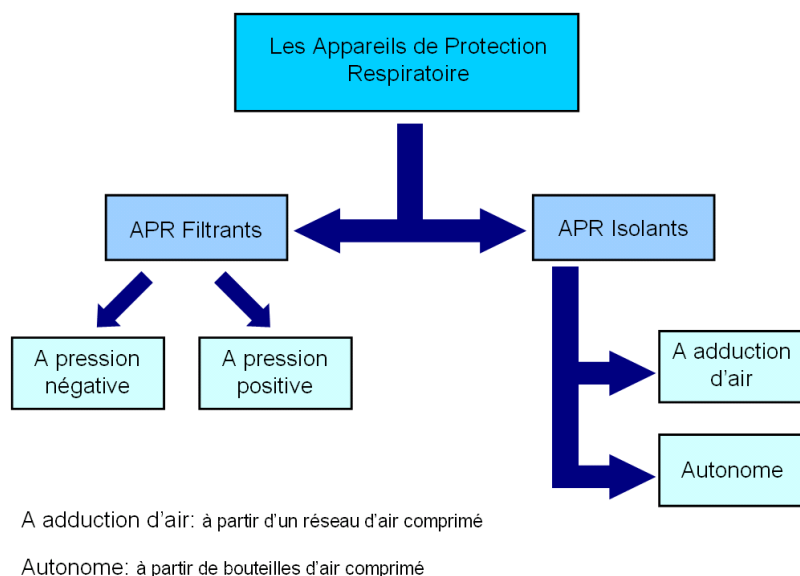 Les Appareils de Protection
Respiratoire
APR Filtrants
APR Isolants
A pression
négative
A pression
positive
A adduction
d'air
Autonome
A adduction d'air: à partir d'un réseau d'air comprimé
Autonome: à partir de bouteilles d'air comprimé